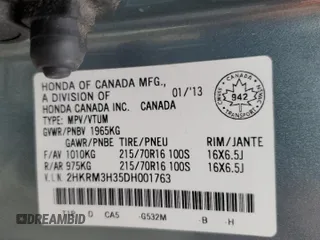 HONDA OF CANADA MFG.,
A DIVISION OF 01/'13
HONDA CANADA INC. CANADA
TYPE: MPV/VTUM
GVWR/PNBV 1965KG
GAWR/PNBE TIRE/PNEU RIM/JANTE
F/AV 1010KG 215/70R16 100S 16X6.5J
R/AR 975KG 215/70R16 100S 16X6.5J
V.I.N. 2HKRM3H35DH001763
D CA5 -G532M -B -H
CANADA
942
DREAMBID